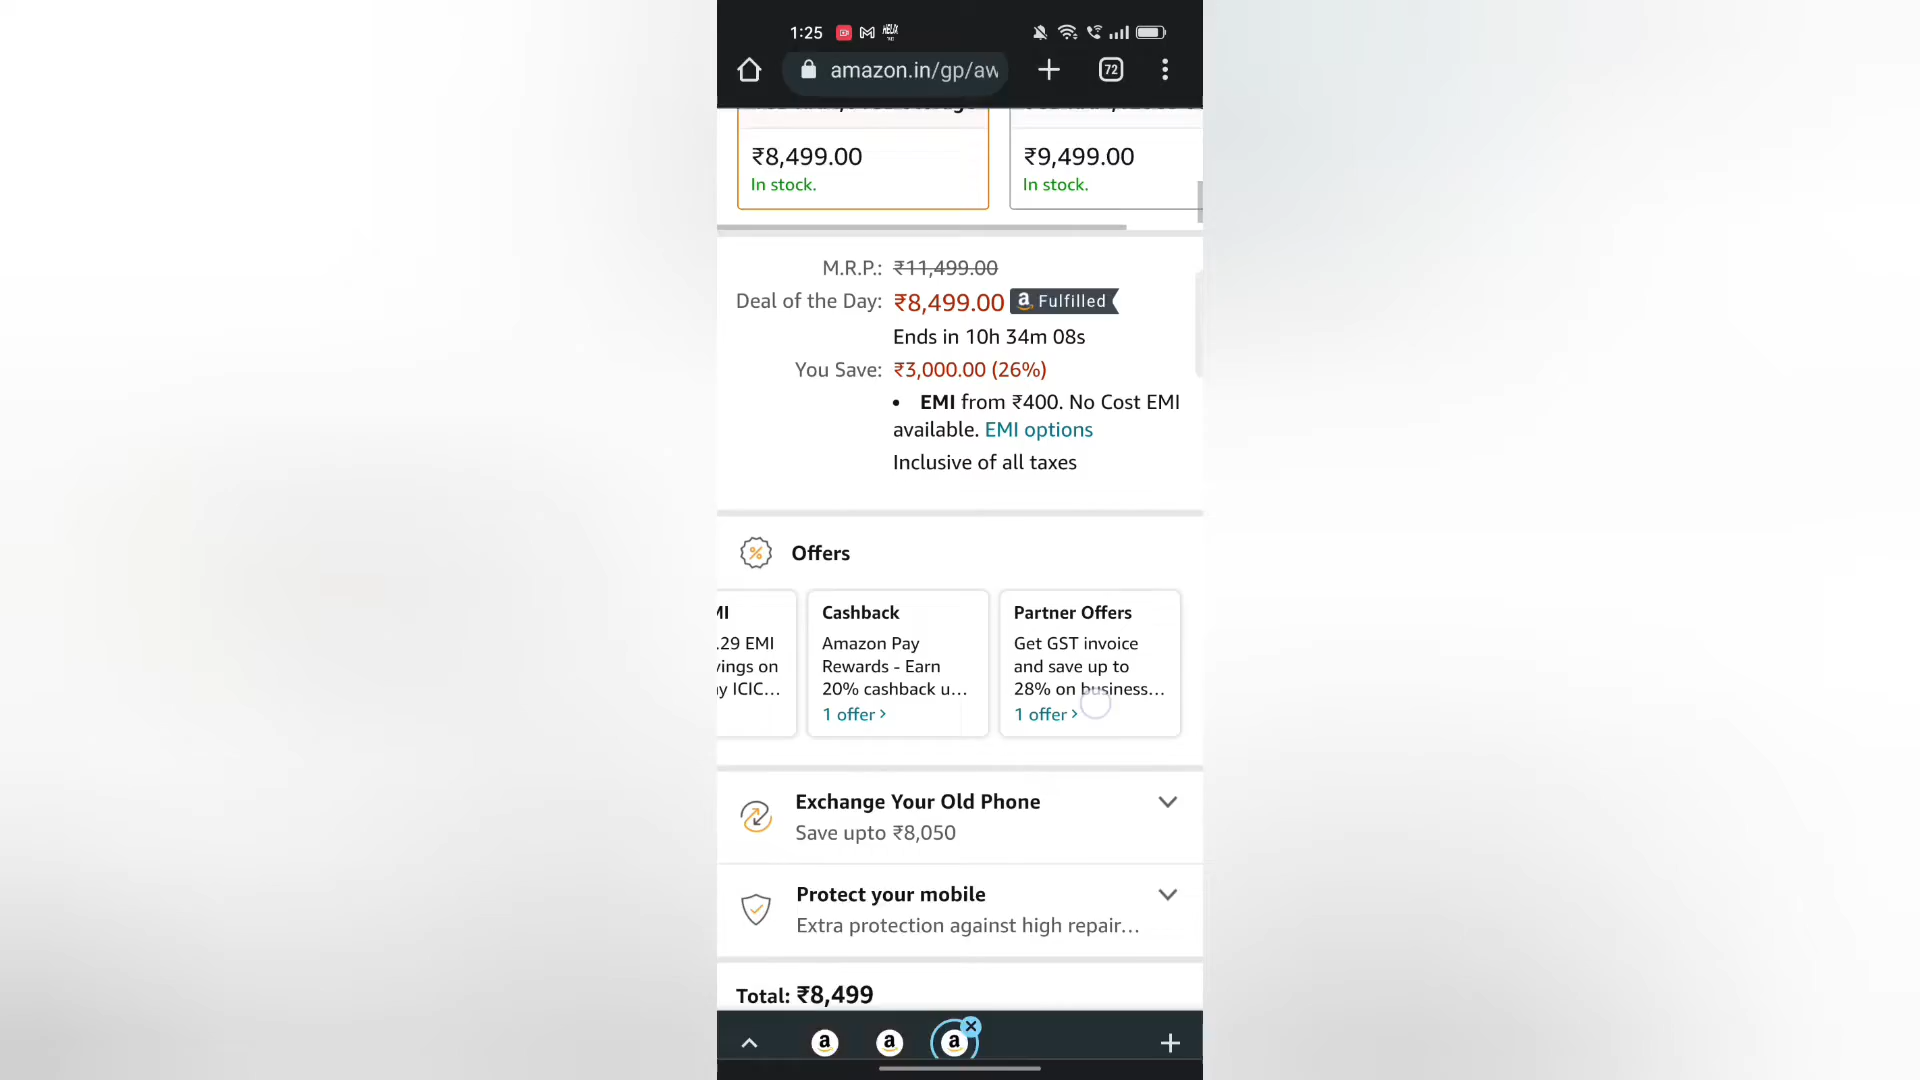 1:25
amazon.in/gp/aw
72
₹8,499.00
In stock.
₹9,499.00
In stock.
M.R.P.: ₹11,499.00
Deal of the Day: ₹8,499.00 a Fulfilled
Ends in 10h 34m 08s
You Save: ₹3,000.00 (26%)
• EMI from ₹400. No Cost EMI
available. EMI options
Inclusive of all taxes
Offers
Cashback
Amazon Pay
Rewards - Earn
20% cashback u...
1 offer ›
Partner Offers
Get GST invoice
and save up to
28% on business...
1 offer ›
.29 EMI
ICIC...
Exchange Your Old Phone
Save upto ₹8,050
Protect your mobile
Extra protection against high repair...
Total: ₹8,499